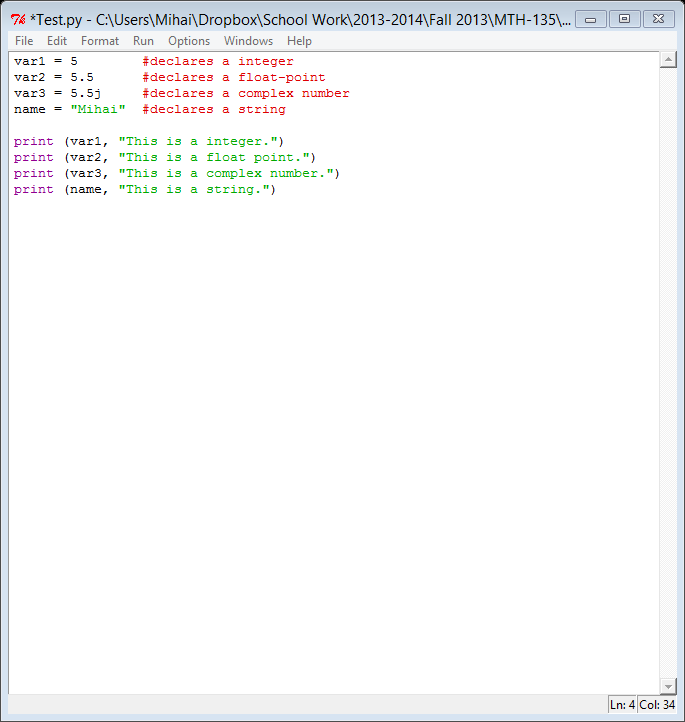 *Test.py - C:\Users\Mihai\Dropbox\School Work\2013-2014\Fall 2013\MTH-135\...
File Edit Format Run Options Windows Help
var1 = 5        #declares a integer
var2 = 5.5      #declares a float-point
var3 = 5.5j     #declares a complex number
name = "Mihai"  #declares a string
print (var1, "This is a integer.")
print (var2, "This is a float point.")
print (var3, "This is a complex number.")
print (name, "This is a string.")
Ln: 4 Col: 34